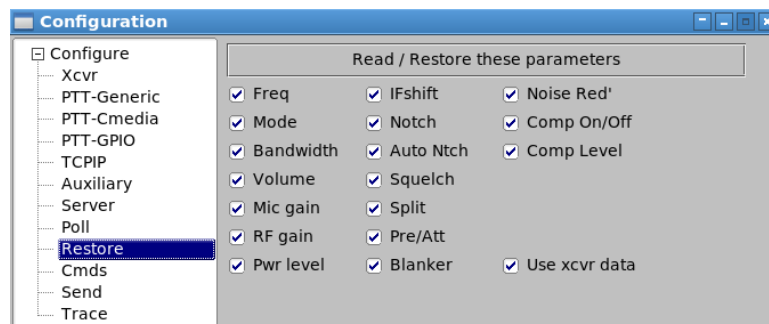 Configuration
Configure
Xcvr
PTT-Generic
PTT-Cmedia
PTT-GPIO
TCPIP
Auxiliary
Server
Poll
Restore
Cmds
Send
Trace
Read / Restore these parameters
Freq IFshift Noise Red'
Mode Notch Comp On/Off
Bandwidth Auto Ntch Comp Level
Volume Squelch
Mic gain Split
RF gain Pre/Att
Pwr level Blanker Use xcvr data